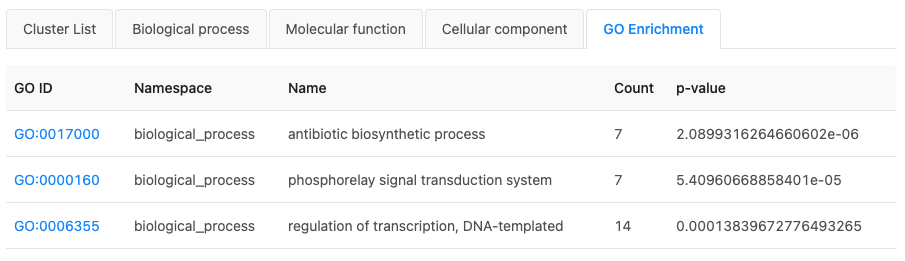 Cluster List Biological process Molecular function Cellular component GO Enrichment
GO ID Namespace Name Count p-value
GO:0017000 biological_process antibiotic biosynthetic process 7 2.0899316264660602e-06
GO:0000160 biological_process phosphorelay signal transduction system 7 5.40960668858401e-05
GO:0006355 biological_process regulation of transcription, DNA-templated 14 0.00013839672776493265